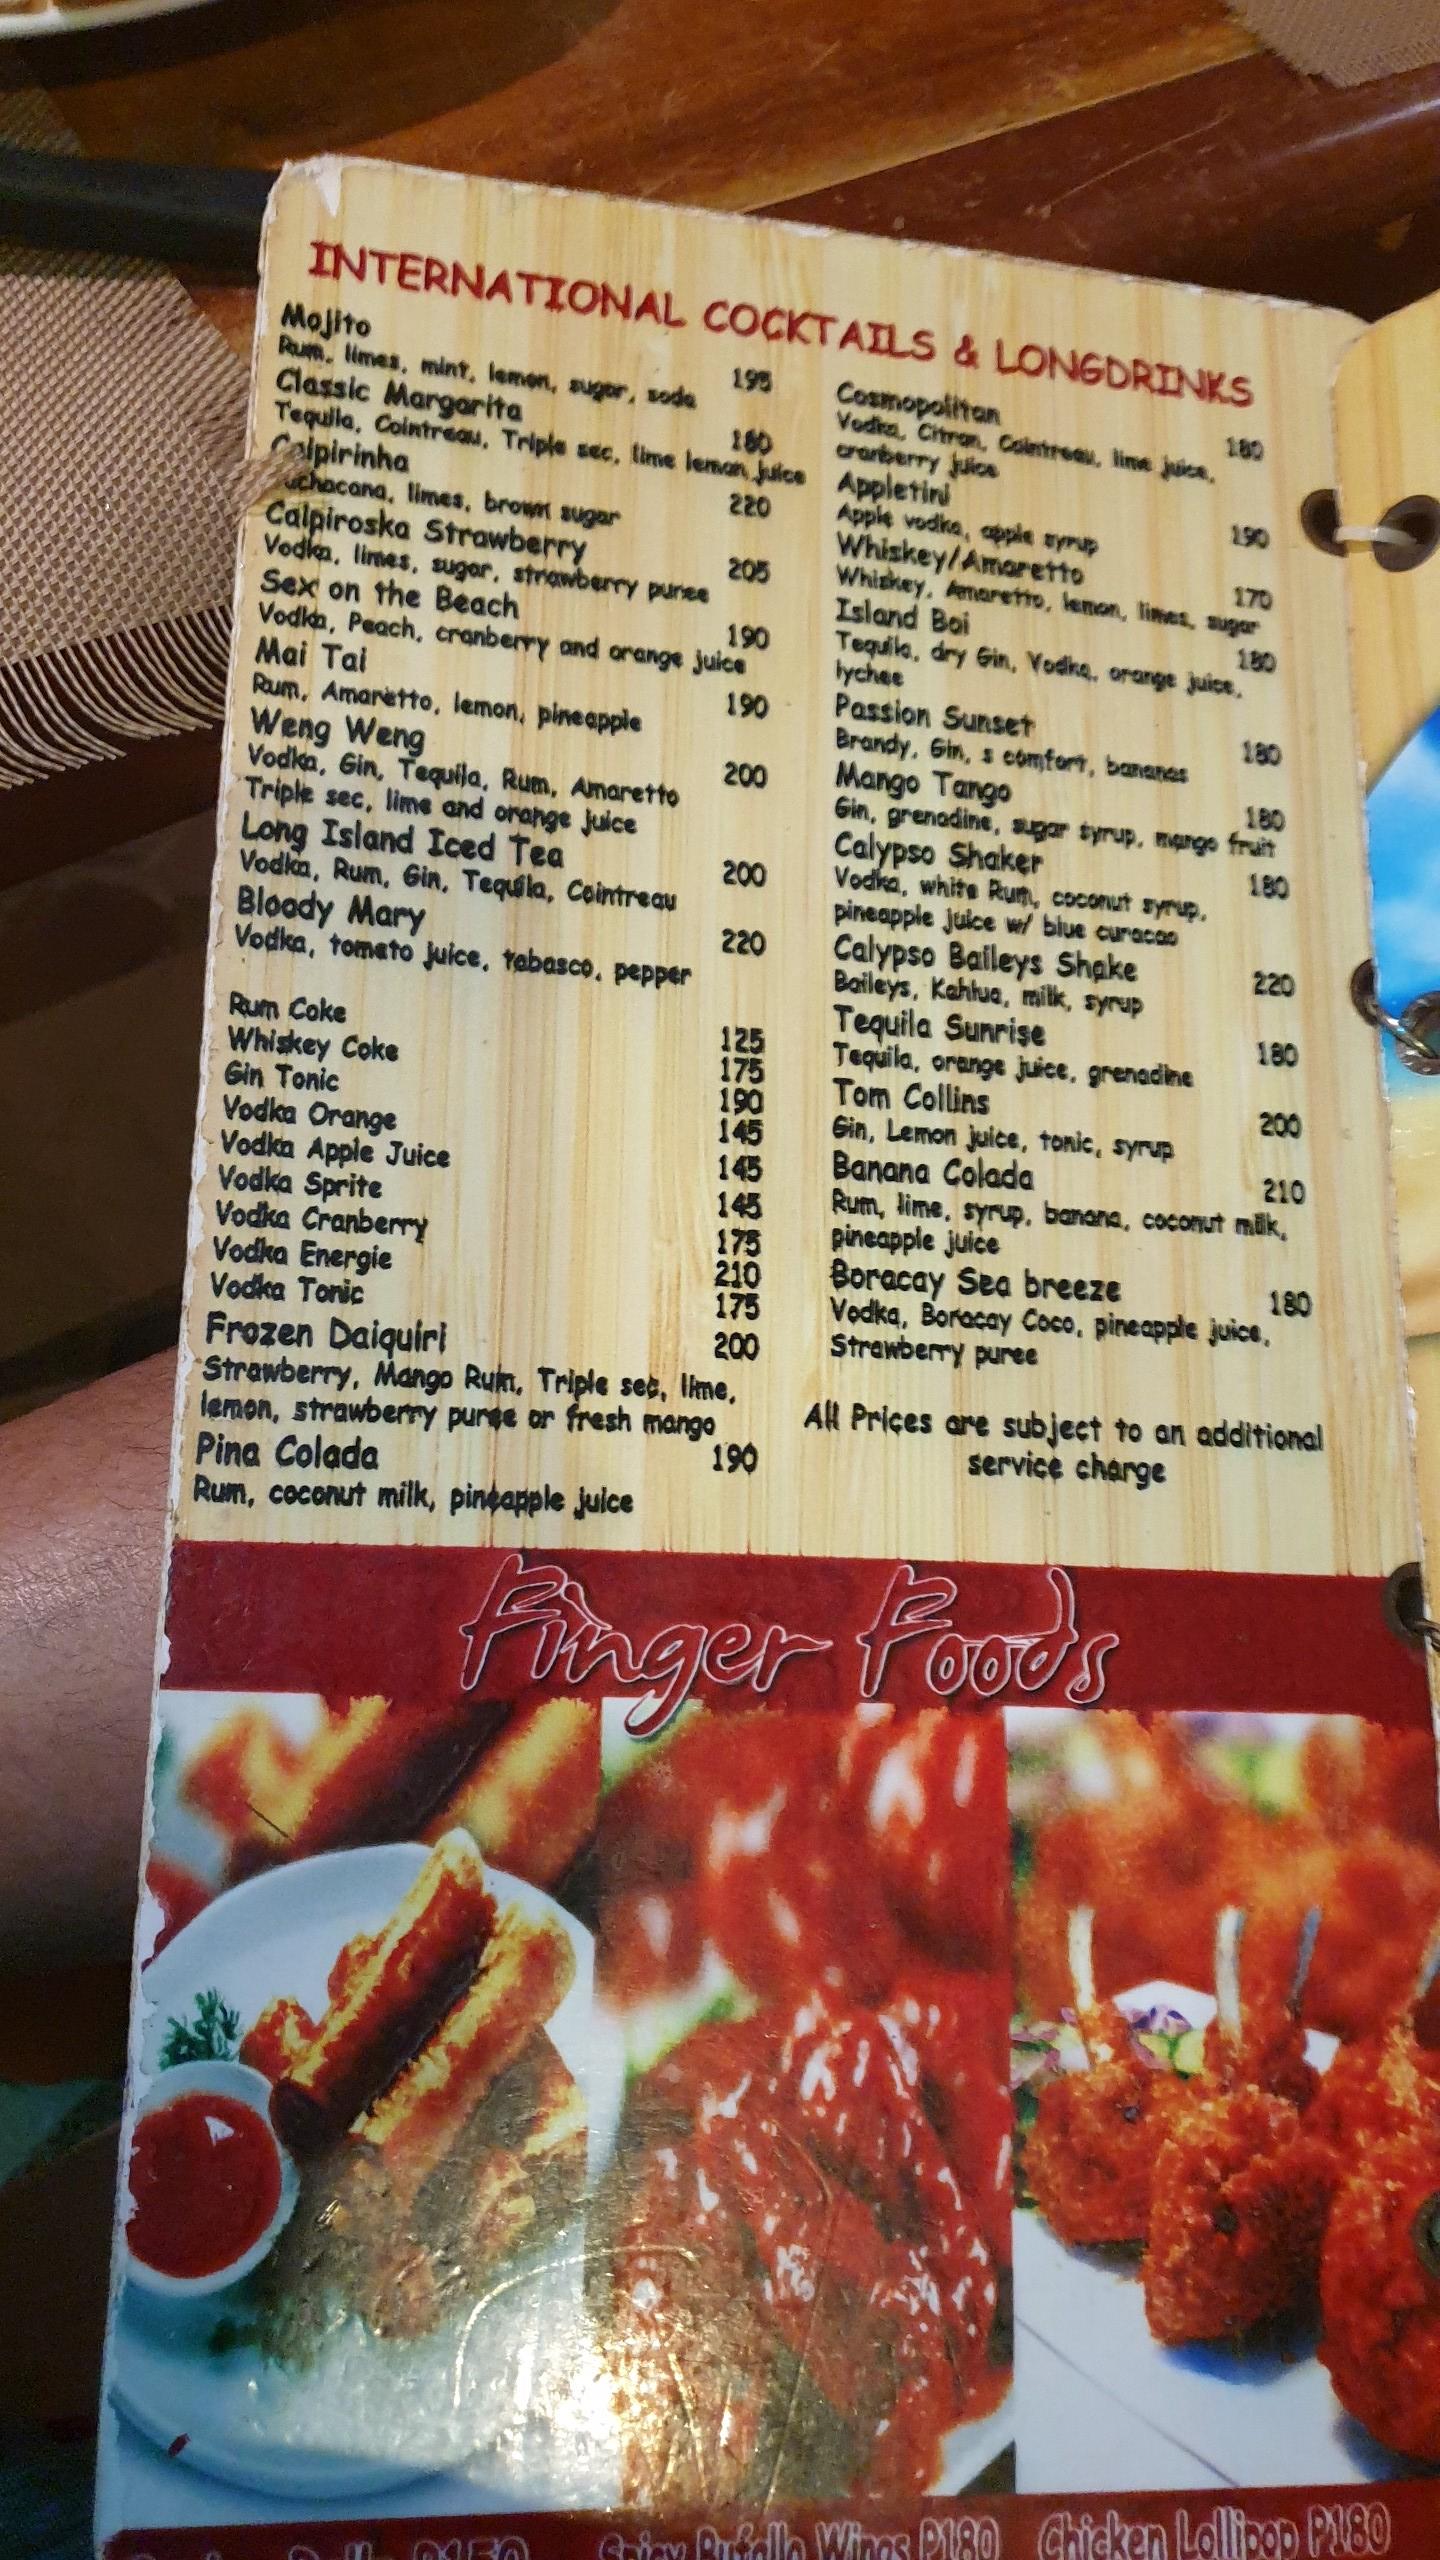 INTERNATIONAL COCKTAILS & LONGDRINKS
Mojito 195
Rum, limes, mint, lemon, sugar, soda
Classic Margarita 180
Tequila, Cointreau, Triple sec, lime lemon juice
Caipirinha 220
limes, brown sugar
Caipiroska Strawberry 205
Vodka, limes, sugar, strawberry puree
Sex on the Beach 190
Vodka, Peach, cranberry and orange juice
Mai Tai 190
Rum, Amaretto, lemon, pineapple
Weng Weng 200
Vodka, Gin, Tequila, Rum, Amaretto
Triple sec, lime and orange juice
Long Island Iced Tea 200
Vodka, Rum, Gin, Tequila, Cointreau
Bloody Mary 220
Vodka, tomato juice, tabasco, pepper
Rum Coke 125
Whiskey Coke 175
Gin Tonic 190
Vodka Orange 145
Vodka Apple Juice 145
Vodka Sprite 145
Vodka Cranberry 175
Vodka Energie 210
Vodka Tonic 175
Frozen Daiquiri 200
Strawberry, Mango Rum, Triple sec, lime,
lemon, strawberry puree or fresh mango
Pina Colada 190
Rum, coconut milk, pineapple juice
Cosmopolitan 180
Vodka, Citron, Cointreau, lime juice,
cranberry juice
Appletini 190
Apple vodka, apple syrup
Whiskey/Amaretto 170
Whiskey, Amaretto, lemon, limes, sugar
Island Boi 180
Tequila, dry Gin, Vodka, orange juice,
lychee
Passion Sunset 180
Brandy, Gin, s comfort, bananas
Mango Tango 180
Gin, grenadine, sugar syrup, mango fruit
Calypso Shaker 180
Vodka, white Rum, coconut syrup,
pineapple juice w/ blue curacao
Calypso Baileys Shake 220
Baileys, Kahlua, milk, syrup
Tequila Sunrise 180
Tequila, orange juice, grenadine
Tom Collins 200
Gin, Lemon juice, tonic, syrup
Banana Colada 210
Rum, lime, syrup, banana, coconut milk,
pineapple juice
Boracay Sea breeze 180
Vodka, Boracay Coco, pineapple juice,
Strawberry puree
All Prices are subject to an additional
service charge
Finger Foods
P150
Spicy Bufallo Wings P180
Chicken Lollipop P180